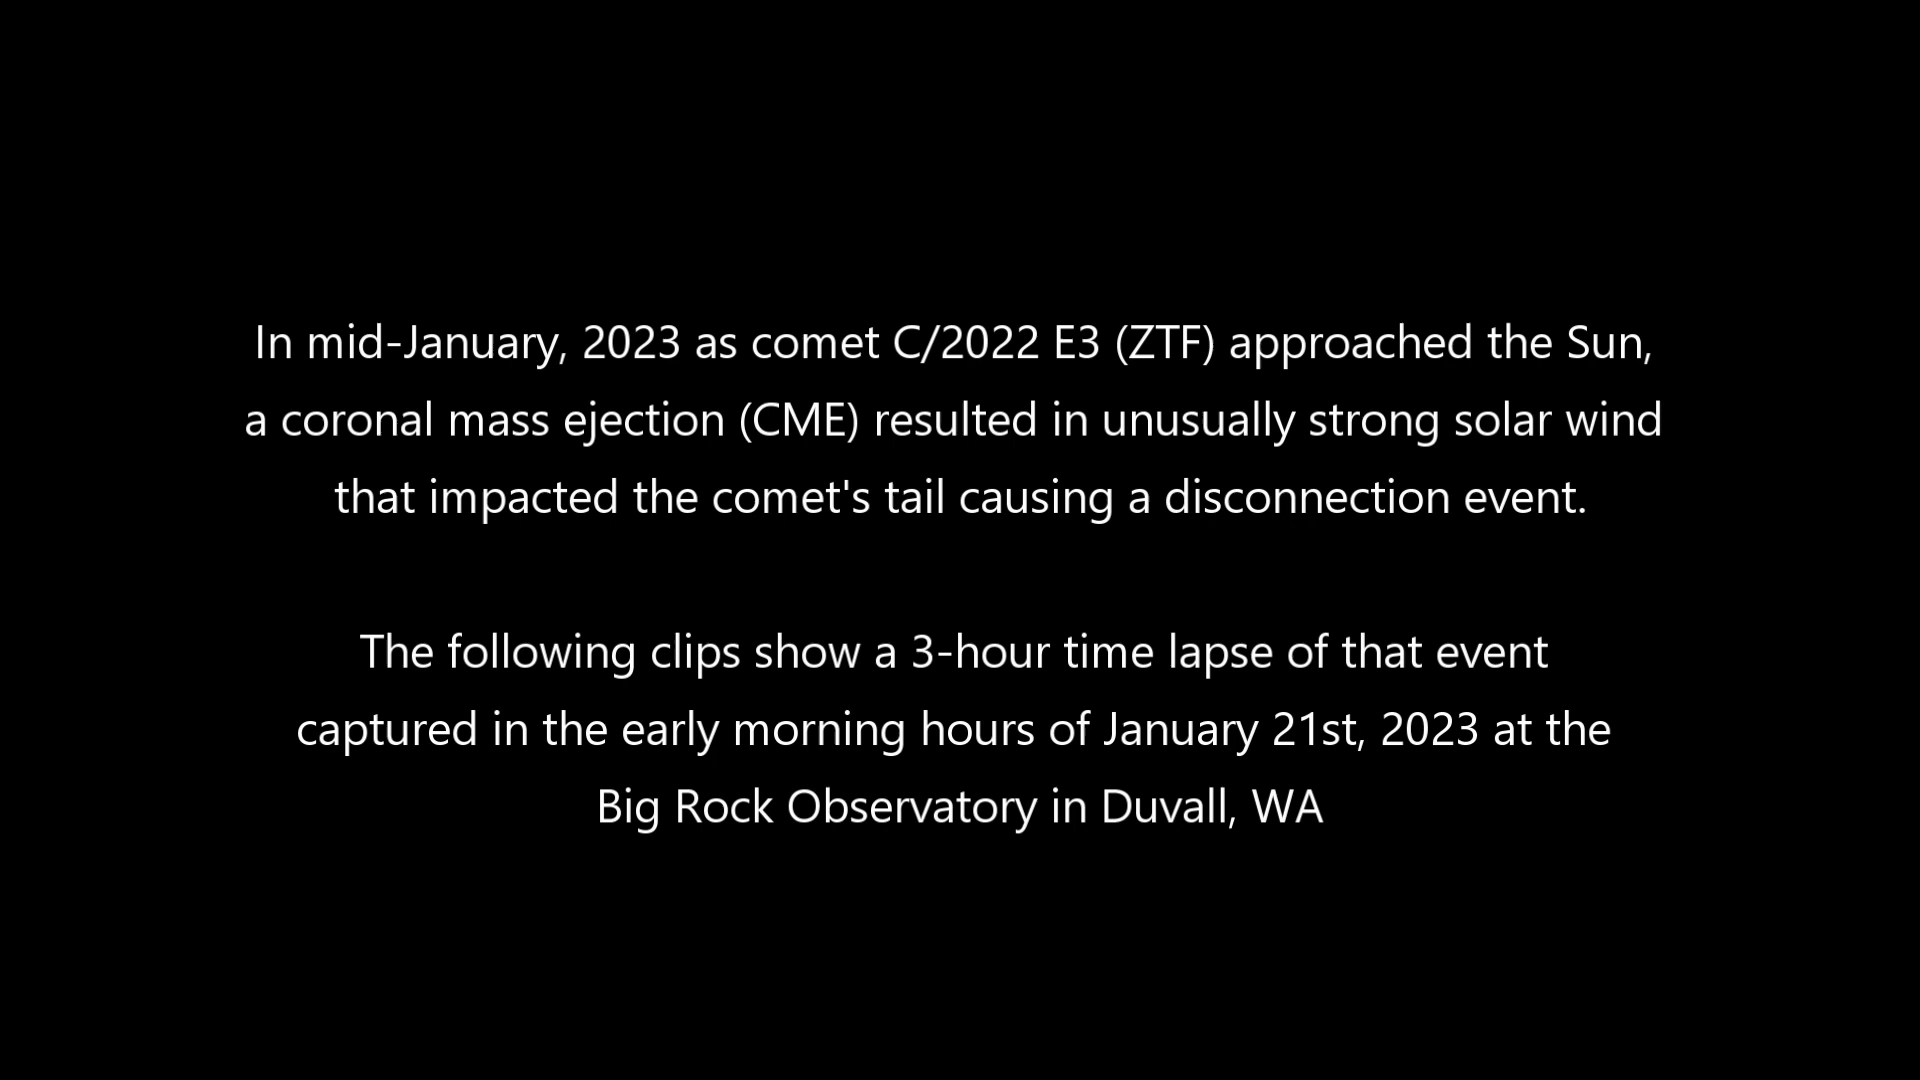 In mid-January, 2023 as comet C/2022 E3 (ZTF) approached the Sun,
a coronal mass ejection (CME) resulted in unusually strong solar wind
that impacted the comet's tail causing a disconnection event.
The following clips show a 3-hour time lapse of that event
captured in the early morning hours of January 21st, 2023 at the
Big Rock Observatory in Duvall, WA